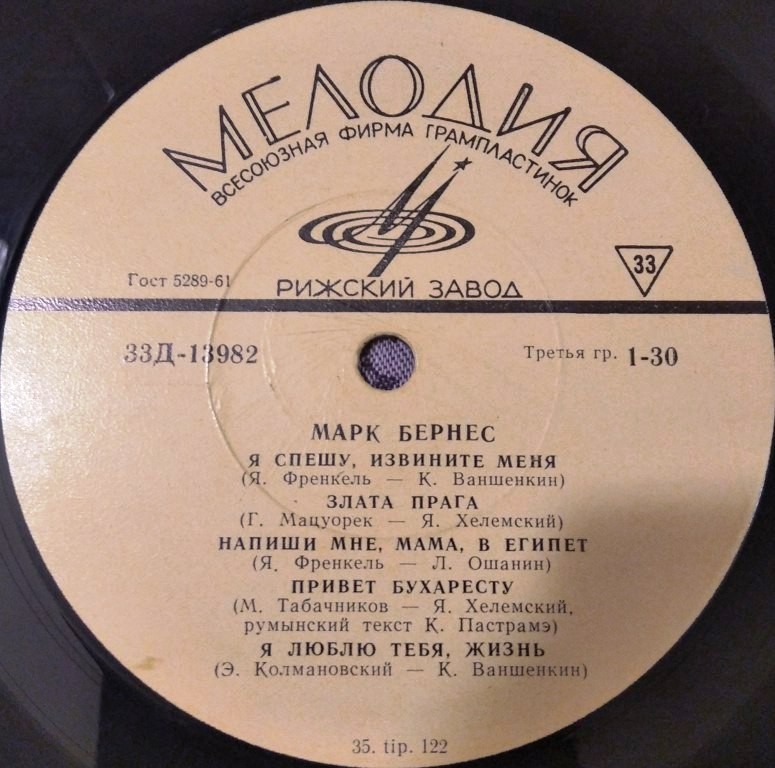 МЕЛОДИЯ
ВСЕСОЮЗНАЯ ФИРМА ГРАМПЛАСТИНОК
Гост 5289-61
РИЖСКИЙ ЗАВОД
33
33Д-13982
Третья гр. 1-30
МАРК БЕРНЕС
Я СПЕШУ, ИЗВИНИТЕ МЕНЯ
(Я. Френкель — К. Ваншенкин)
ЗЛАТА ПРАГА
(Г. Мацуорек — Я. Хелемский)
НАПИШИ МНЕ, МАМА, В ЕГИПЕТ
(Я. Френкель — Л. Ошанин)
ПРИВЕТ БУХАРЕСТУ
(М. Табачников — Я. Хелемский,
румынский текст К. Пастрамэ)
Я ЛЮБЛЮ ТЕБЯ, ЖИЗНЬ
(Э. Колмановский — К. Ваншенкин)
35. tip. 122